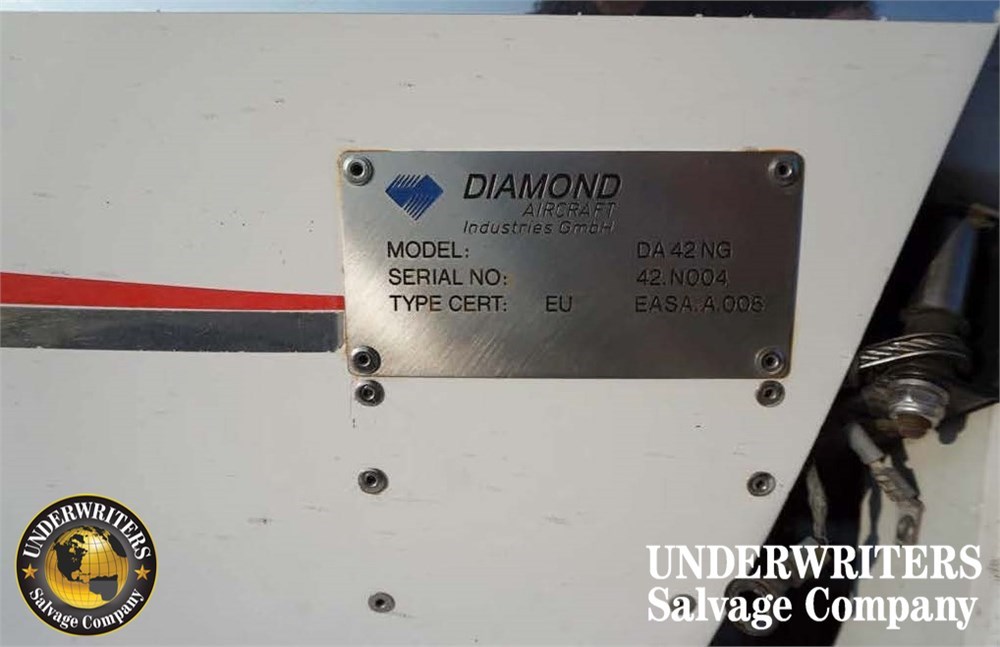 DIAMOND
AIRCRAFT
Industries GmbH
MODEL: DA 42 NG
SERIAL NO: 42.N004
TYPE CERT: EU EASA.A.005
UNDERWRITERS
Salvage Company
UNDERWRITERS
Salvage Company